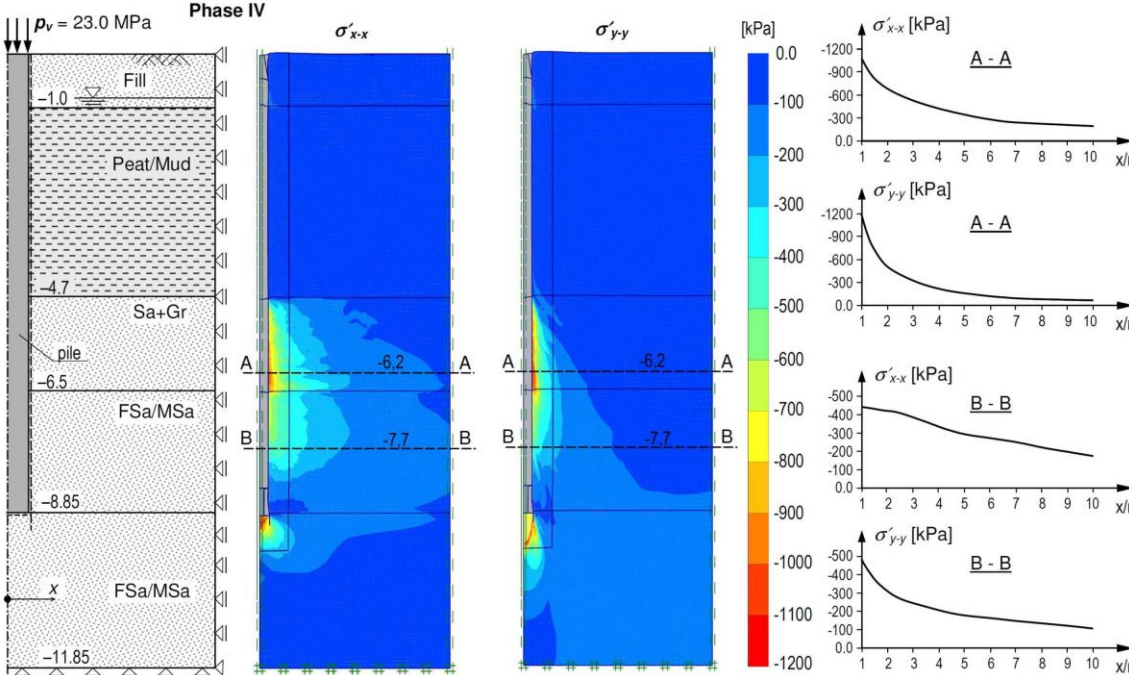 Phase IV
pv = 23.0 MPa
Fill
–1.0
Peat/Mud
–4.7
Sa+Gr
pile
–6.5
FSa/MSa
–8.85
x
FSa/MSa
–11.85
σ′x-x
A -6,2 A
B -7,7 B
σ′y-y
A -6,2 A
B -7,7 B
[kPa]
0.0
-100
-200
-300
-400
-500
-600
-700
-800
-900
-1000
-1100
-1200
σ′x-x [kPa]
A - A
-1200
-900
-600
-300
0.0
1 2 3 4 5 6 7 8 9 10 x/r
σ′y-y [kPa]
A - A
-1200
-900
-600
-300
0.0
1 2 3 4 5 6 7 8 9 10 x/r
σ′x-x [kPa]
B - B
-500
-400
-300
-200
-100
0.0
1 2 3 4 5 6 7 8 9 10 x/r
σ′y-y [kPa]
B - B
-500
-400
-300
-200
-100
0.0
1 2 3 4 5 6 7 8 9 10 x/r